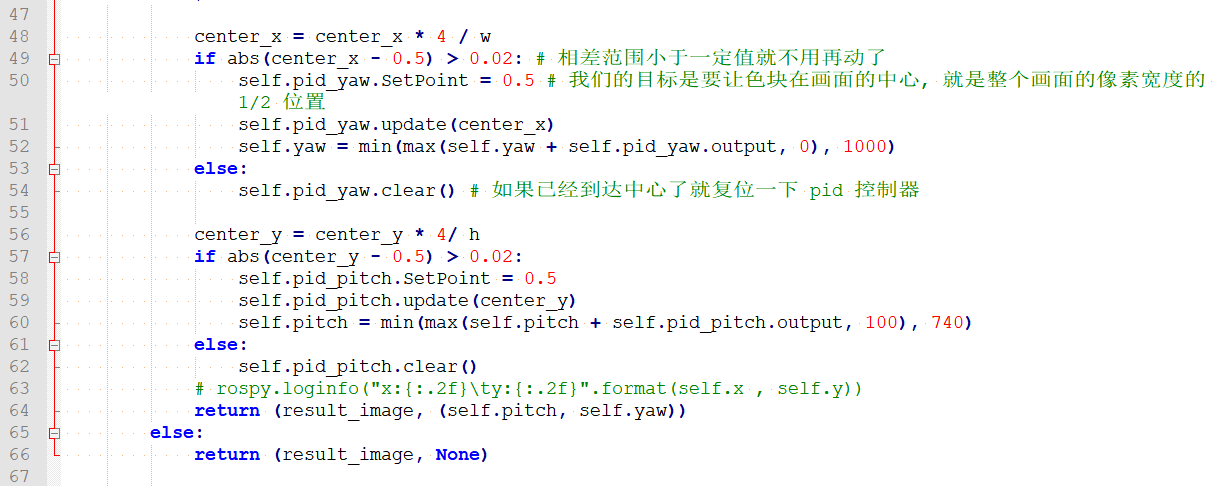 47
48 center_x = center_x * 4 / w
49 if abs(center_x - 0.5) > 0.02: # 相差范围小于一定值就不用再动了
50 self.pid_yaw.SetPoint = 0.5 # 我们的目标是要让色块在画面的中心, 就是整个画面的像素宽度的
1/2 位置
51 self.pid_yaw.update(center_x)
52 self.yaw = min(max(self.yaw + self.pid_yaw.output, 0), 1000)
53 else:
54 self.pid_yaw.clear() # 如果已经到达中心了就复位一下 pid 控制器
55
56 center_y = center_y * 4/ h
57 if abs(center_y - 0.5) > 0.02:
58 self.pid_pitch.SetPoint = 0.5
59 self.pid_pitch.update(center_y)
60 self.pitch = min(max(self.pitch + self.pid_pitch.output, 100), 740)
61 else:
62 self.pid_pitch.clear()
63 # rospy.loginfo("x:{:.2f}\ty:{:.2f}".format(self.x , self.y))
64 return (result_image, (self.pitch, self.yaw))
65 else:
66 return (result_image, None)
67